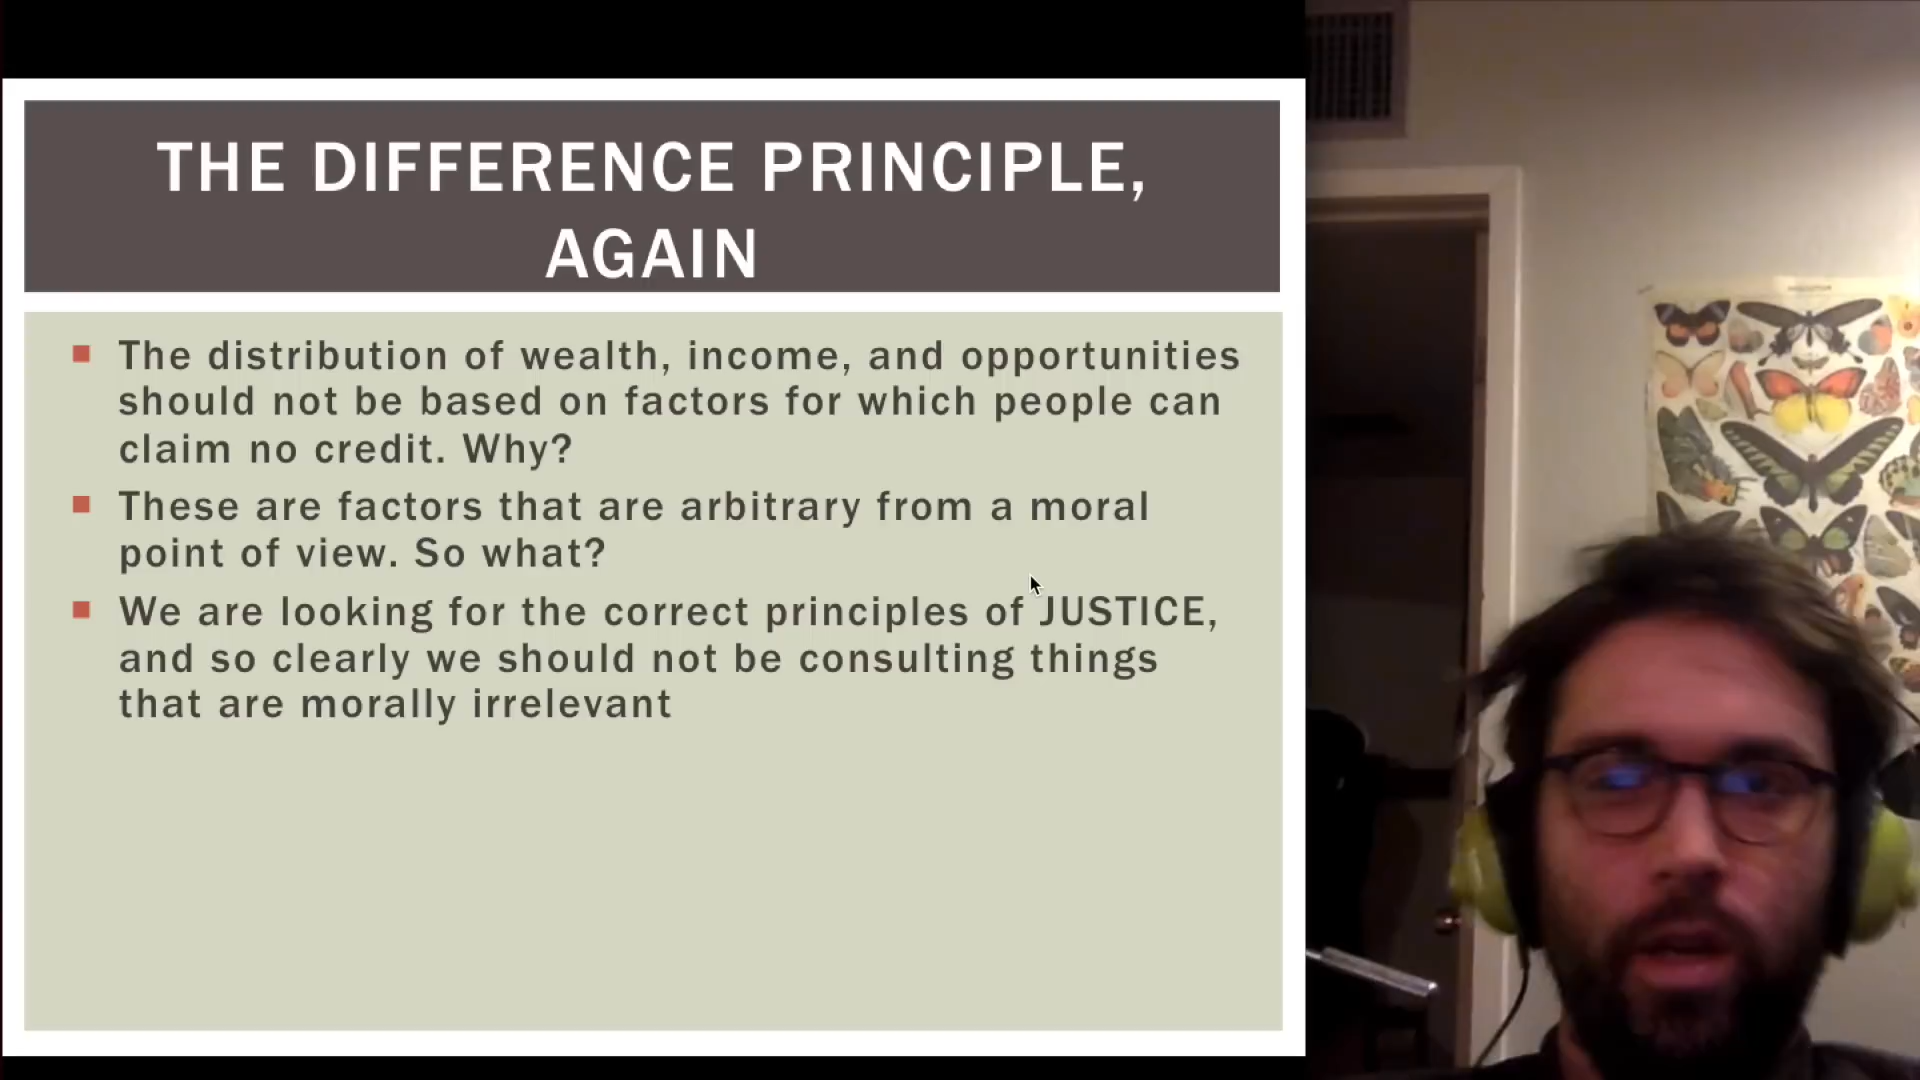 THE DIFFERENCE PRINCIPLE,
AGAIN
The distribution of wealth, income, and opportunities
should not be based on factors for which people can
claim no credit. Why?
These are factors that are arbitrary from a moral
point of view. So what?
We are looking for the correct principles of JUSTICE,
and so clearly we should not be consulting things
that are morally irrelevant